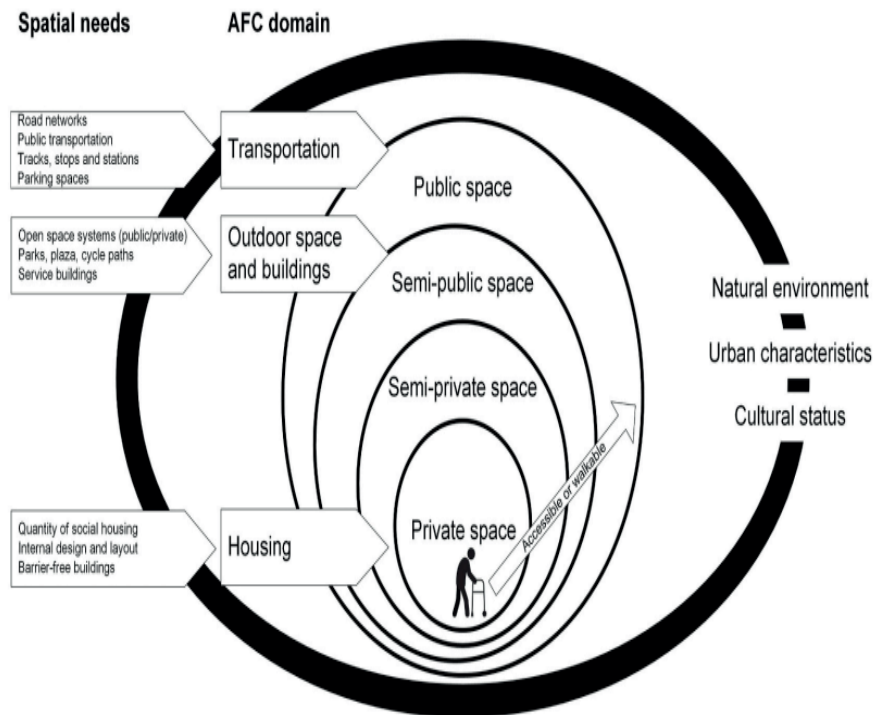 Spatial needs
AFC domain
Road networks
Public transportation
Tracks, stops and stations
Parking spaces
Transportation
Public space
Open space systems (public/private)
Parks, plaza, cycle paths
Service buildings
Outdoor space
and buildings
Semi-public space
Natural environment
Urban characteristics
Cultural status
Semi-private space
Accessible or walkable
Quantity of social housing
Internal design and layout
Barrier-free buildings
Housing
Private space